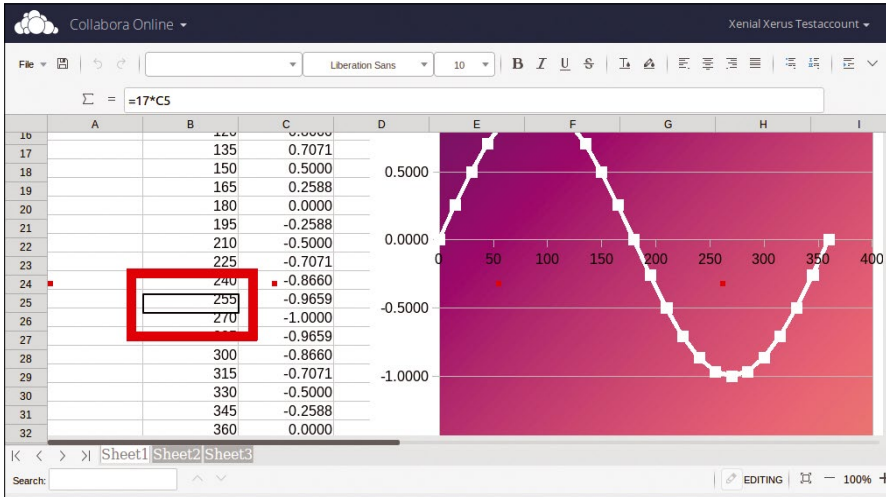 Collabora Online Xenial Xerus Testaccount
File Liberation Sans 10 B I U S
Σ = =17*C5
A B C D E F G H I
16 120 0.8660
17 135 0.7071
18 150 0.5000 0.5000
19 165 0.2588
20 180 0.0000
21 195 -0.2588 0.0000
22 210 -0.5000
23 225 -0.7071 0 50 100 150 200 250 300 350 400
24 240 -0.8660
25 255 -0.9659 -0.5000
26 270 -1.0000
27 -0.9659
28 300 -0.8660
29 315 -0.7071 -1.0000
30 330 -0.5000
31 345 -0.2588
32 360 0.0000
Sheet1 Sheet2 Sheet3
Search: EDITING 100%